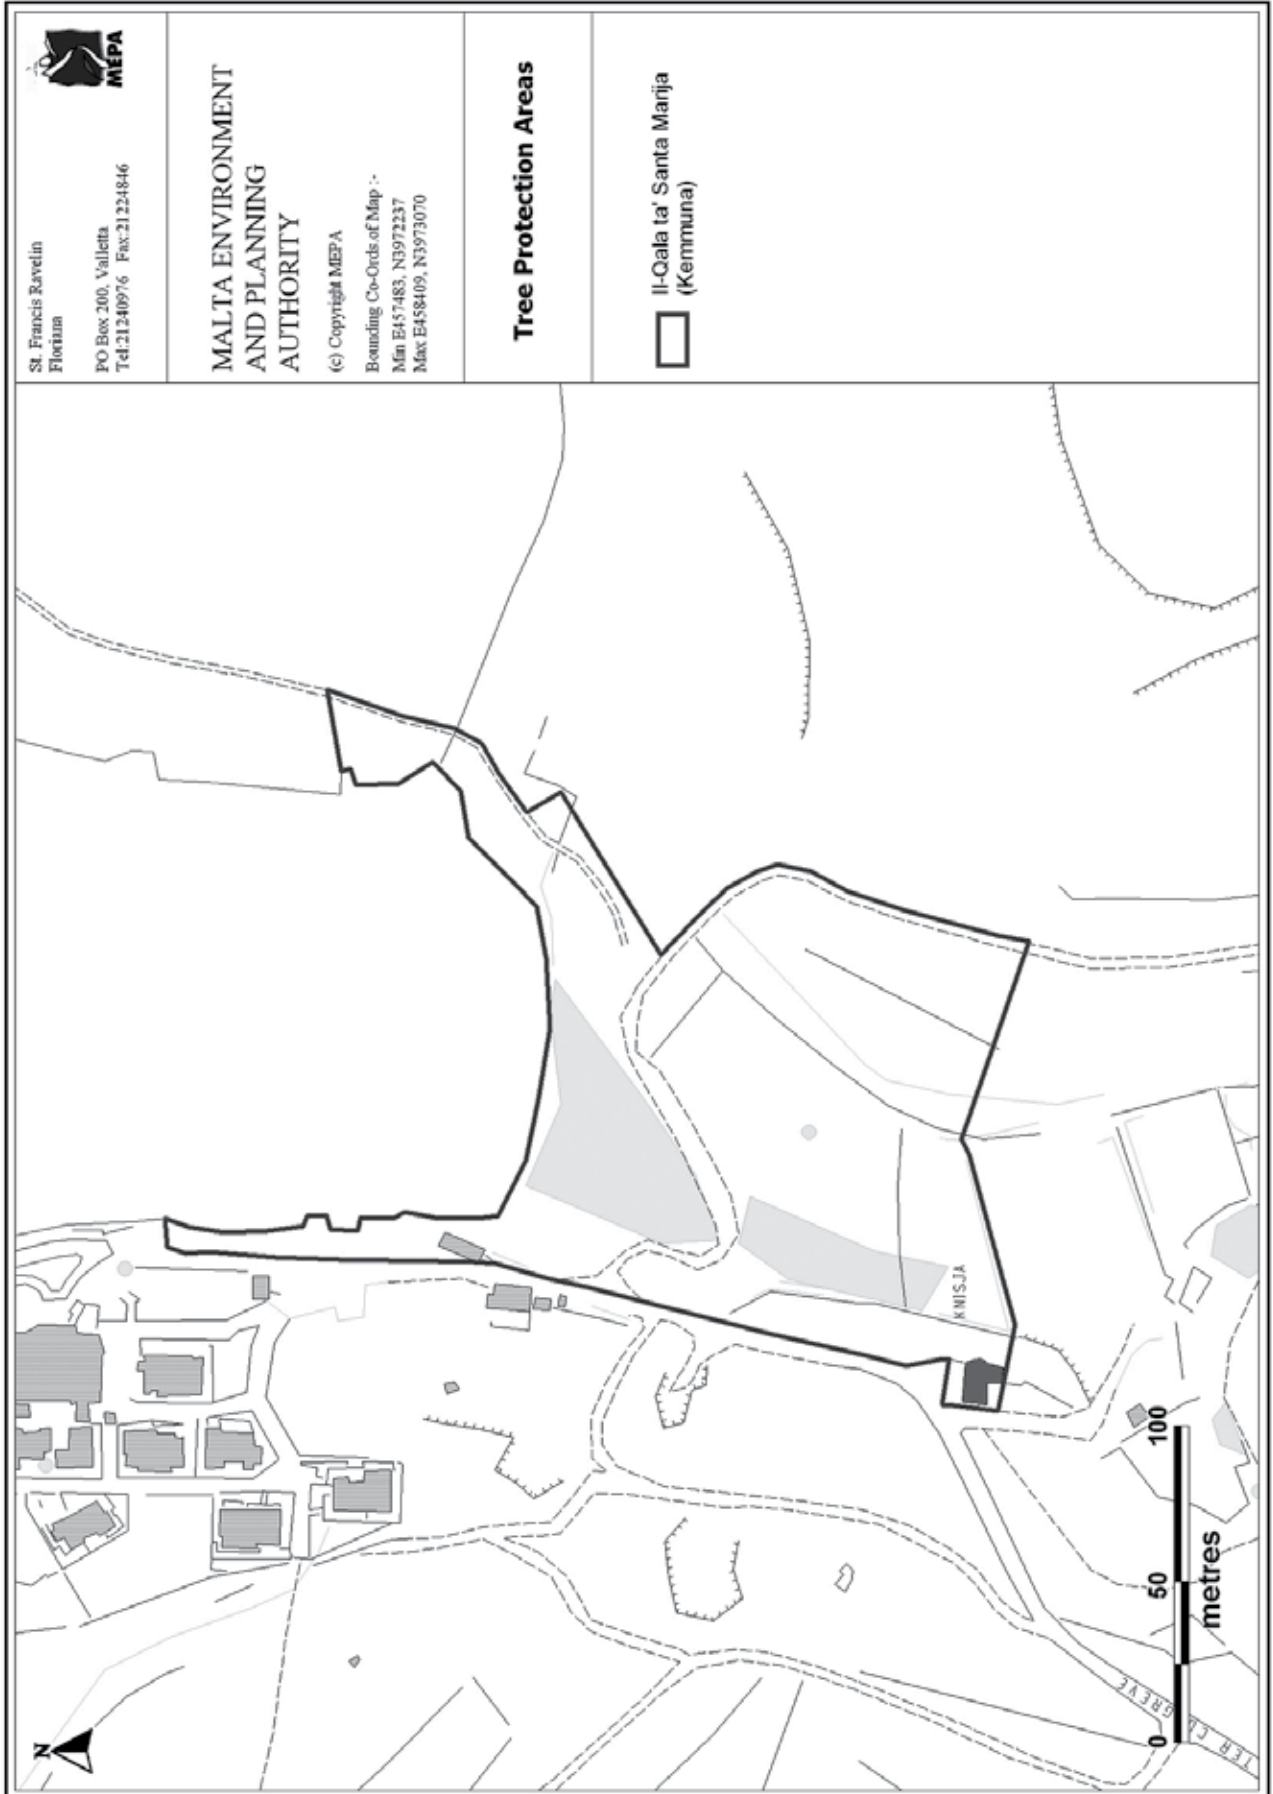 MEPA
St. Francis Ravelin
Floriana
PO Box 200, Valletta
Tel:21240976 Fax:21224846
MALTA ENVIRONMENT
AND PLANNING
AUTHORITY
(c) Copyright MEPA
Bounding Co-Ords of Map :-
Min E457483, N3972237
Max E458409, N3973070
Tree Protection Areas
Il-Qala ta' Santa Marija
(Kemmuna)
N
KNISJA
0 50 100
metres
GREVE